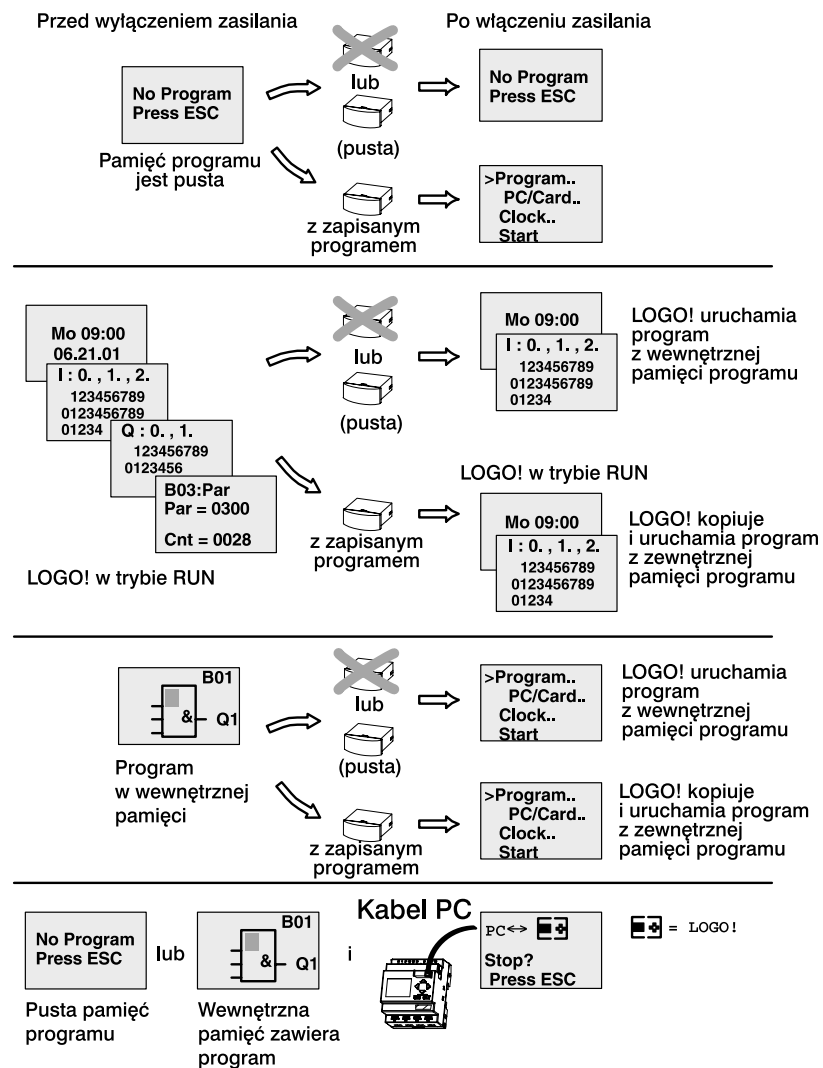 Przed wyłączeniem zasilania
Po włączeniu zasilania
No Program
Press ESC
Pamięć programu
jest pusta
lub
(pusta)
No Program
Press ESC
z zapisanym
programem
>Program..
PC/Card..
Clock..
Start
Mo 09:00
06.21.01
I : 0. , 1. , 2.
123456789
0123456789
01234
Q : 0. , 1.
123456789
0123456
B03:Par
Par = 0300
Cnt = 0028
LOGO! w trybie RUN
lub
(pusta)
Mo 09:00
I : 0. , 1. , 2.
123456789
0123456789
01234
LOGO! uruchamia
program
z wewnętrznej
pamięci programu
z zapisanym
programem
LOGO! w trybie RUN
Mo 09:00
I : 0. , 1. , 2.
123456789
0123456789
01234
LOGO! kopiuje
i uruchamia program
z zewnętrznej
pamięci programu
B01
&
Q1
Program
w wewnętrznej
pamięci
lub
(pusta)
>Program..
PC/Card..
Clock..
Start
LOGO! uruchamia
program
z wewnętrznej
pamięci programu
z zapisanym
programem
>Program..
PC/Card..
Clock..
Start
LOGO! kopiuje
i uruchamia program
z zewnętrznej
pamięci programu
No Program
Press ESC
Pusta pamięć
programu
lub
B01
&
Q1
Wewnętrzna
pamięć zawiera
program
i
Kabel PC
PC↔
Stop?
Press ESC
= LOGO!